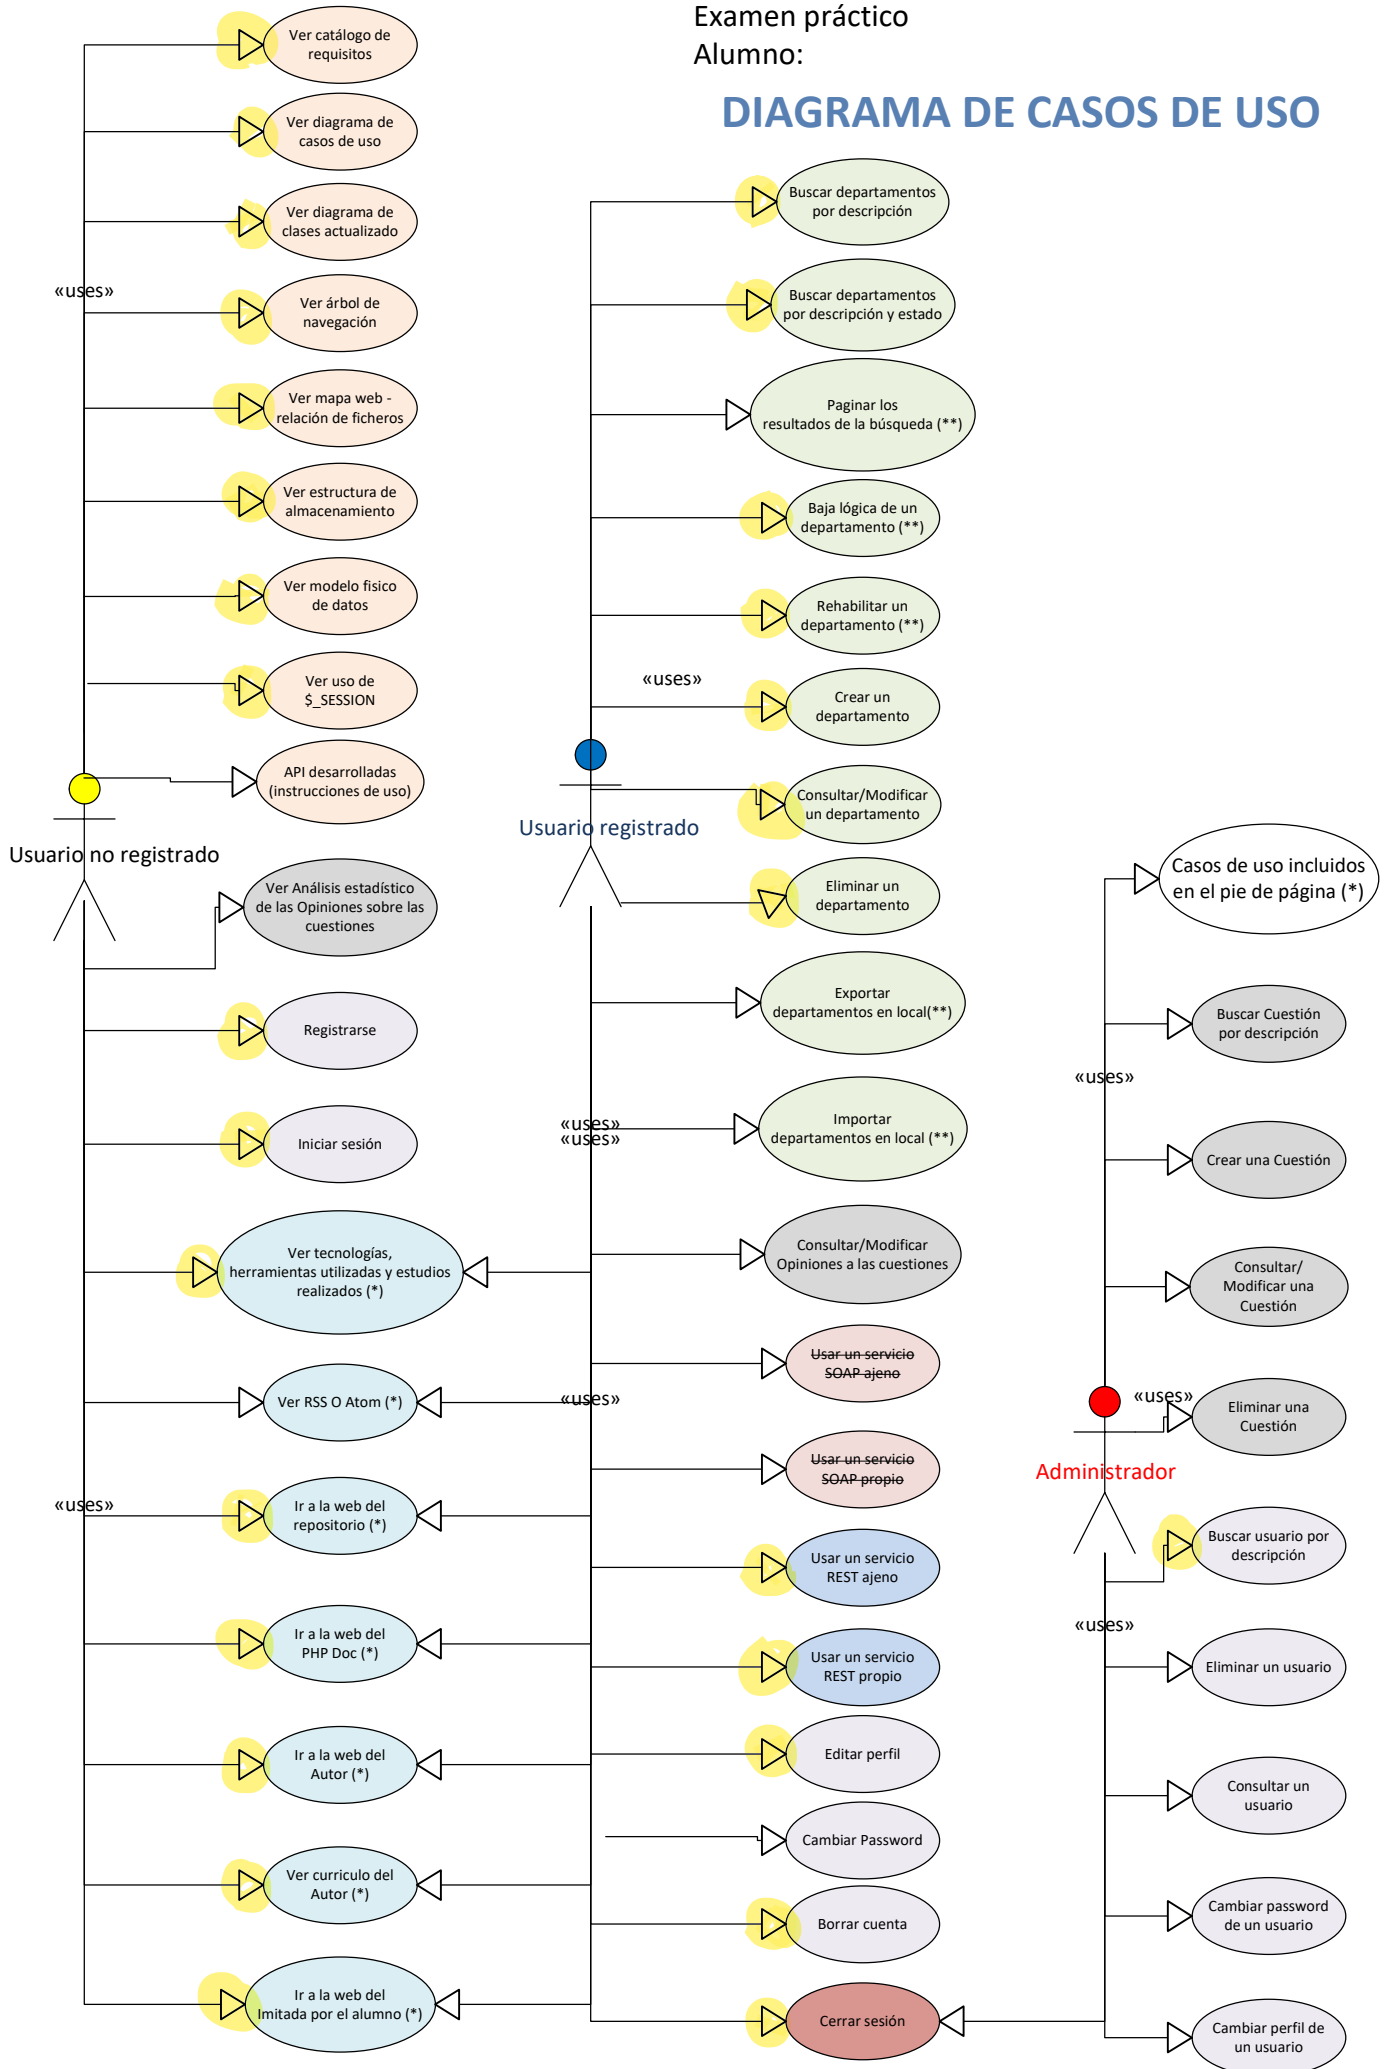 Examen práctico
Alumno:
DIAGRAMA DE CASOS DE USO
Ver catálogo de
requisitos
Ver diagrama de
casos de uso
Ver diagrama de
clases actualizado
«uses»
Ver árbol de
navegación
Ver mapa web -
relación de ficheros
Ver estructura de
almacenamiento
Ver modelo fisico
de datos
Ver uso de
$_SESSION
API desarrolladas
(instrucciones de uso)
Usuario no registrado
Ver Análisis estadístico
de las Opiniones sobre las
cuestiones
Registrarse
Iniciar sesión
Ver tecnologías,
herramientas utilizadas y estudios
realizados (*)
Ver RSS O Atom (*)
«uses»
Ir a la web del
repositorio (*)
Ir a la web del
PHP Doc (*)
Ir a la web del
Autor (*)
Ver curriculo del
Autor (*)
Ir a la web del
Imitada por el alumno (*)
Buscar departamentos
por descripción
Buscar departamentos
por descripción y estado
Paginar los
resultados de la búsqueda (**)
Baja lógica de un
departamento (**)
Rehabilitar un
departamento (**)
«uses»
Crear un
departamento
Consultar/Modificar
un departamento
Usuario registrado
Eliminar un
departamento
Exportar
departamentos en local(**)
«uses»
«uses»
Importar
departamentos en local (**)
Consultar/Modificar
Opiniones a las cuestiones
Usar un servicio
SOAP ajeno
«uses»
Usar un servicio
SOAP propio
Usar un servicio
REST ajeno
Usar un servicio
REST propio
Editar perfil
Cambiar Password
Borrar cuenta
Cerrar sesión
Casos de uso incluidos
en el pie de página (*)
Buscar Cuestión
por descripción
«uses»
Crear una Cuestión
Consultar/
Modificar una
Cuestión
«uses»
Eliminar una
Cuestión
Administrador
Buscar usuario por
descripción
«uses»
Eliminar un usuario
Consultar un
usuario
Cambiar password
de un usuario
Cambiar perfil de
un usuario